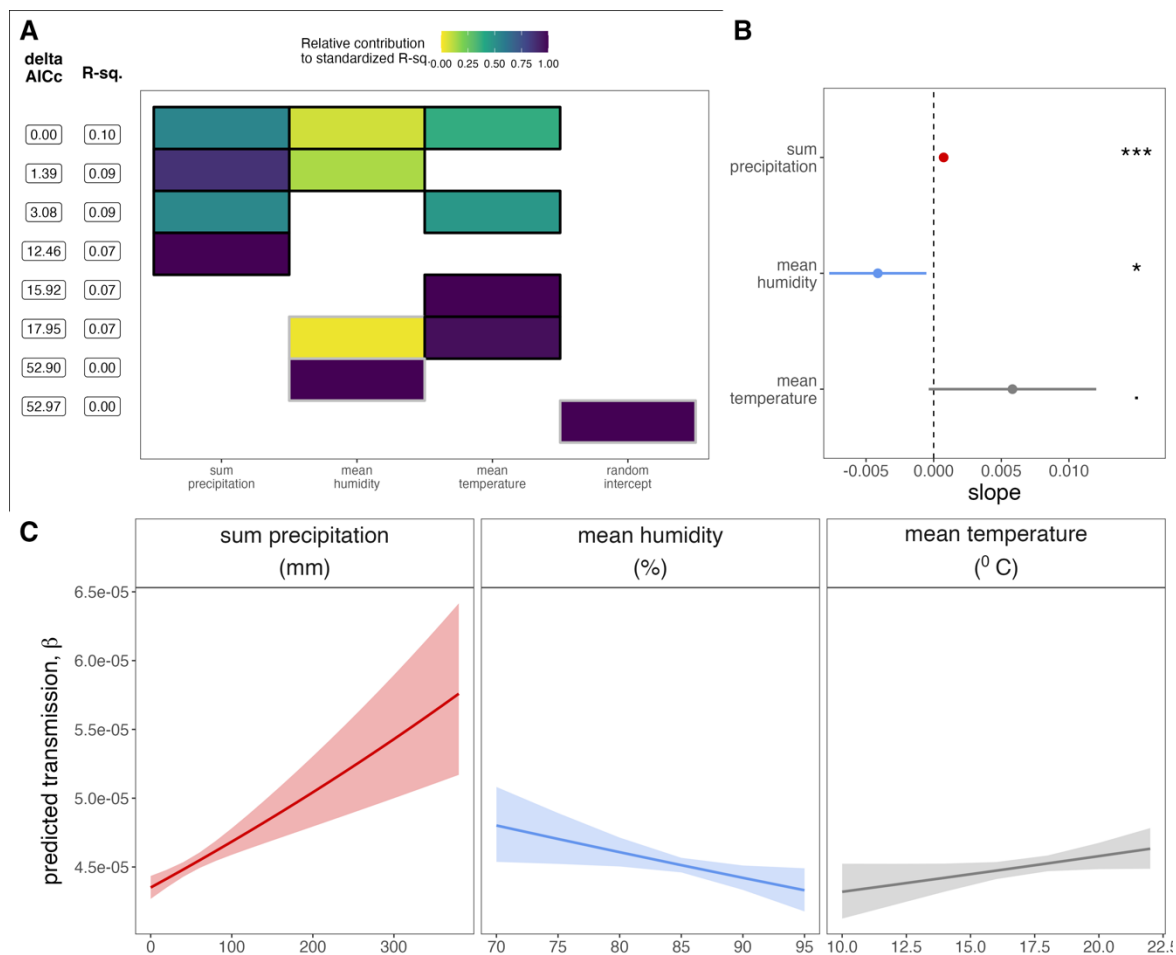 A
delta
AICc
R-sq.
Relative contribution
to standardized R-sq.
0.00 0.25 0.50 0.75 1.00
0.00 0.10
1.39 0.09
3.08 0.09
12.46 0.07
15.92 0.07
17.95 0.07
52.90 0.00
52.97 0.00
sum
precipitation
mean
humidity
mean
temperature
random
intercept
B
sum
precipitation
***
mean
humidity
*
mean
temperature
.
-0.005 0.000 0.005 0.010
slope
C
sum precipitation
(mm)
mean humidity
(%)
mean temperature
(⁰ C)
predicted transmission, β
6.5e-05
6.0e-05
5.5e-05
5.0e-05
4.5e-05
0 100 200 300
70 75 80 85 90 95
10.0 12.5 15.0 17.5 20.0 22.5